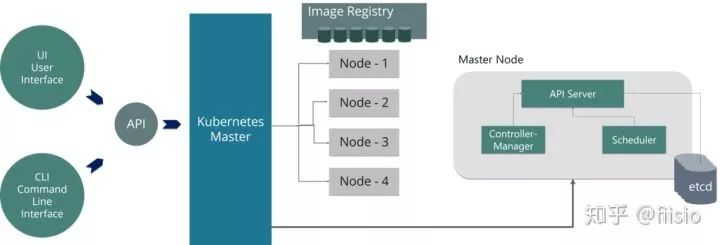 UI
User
Interface
CLI
Command
Line
Interface
API
Kubernetes
Master
Image Registry
Node - 1
Node - 2
Node - 3
Node - 4
Master Node
API Server
Controller-
Manager
Scheduler
etcd
知乎 @fiisio